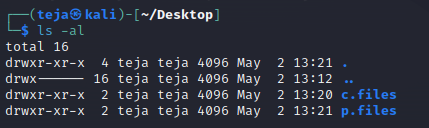 ┌──(teja㉿kali)-[~/Desktop]
└─$ ls -al
total 16
drwxr-xr-x  4 teja teja 4096 May  2 13:21 .
drwx------ 16 teja teja 4096 May  2 13:12 ..
drwxr-xr-x  2 teja teja 4096 May  2 13:20 c.files
drwxr-xr-x  2 teja teja 4096 May  2 13:21 p.files